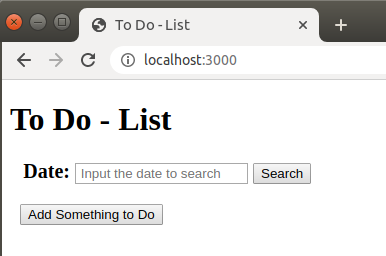 To Do - List
localhost:3000
To Do - List
Date: Input the date to search Search
Add Something to Do